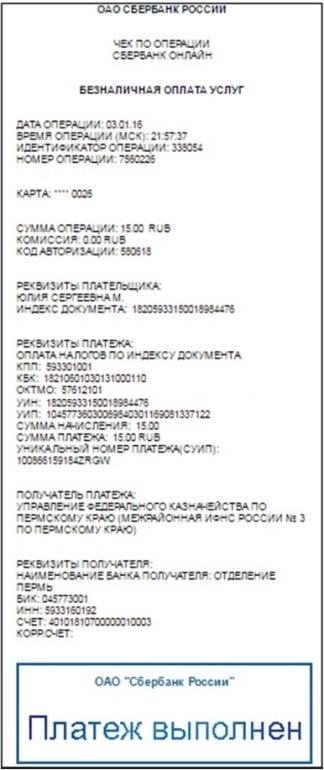 ОАО СБЕРБАНК РОССИИ
ЧЕК ПО ОПЕРАЦИИ
СБЕРБАНК ОНЛАЙН
БЕЗНАЛИЧНАЯ ОПЛАТА УСЛУГ
ДАТА ОПЕРАЦИИ: 03.01.16
ВРЕМЯ ОПЕРАЦИИ (МСК): 21:57:37
ИДЕНТИФИКАТОР ОПЕРАЦИИ: 338054
НОМЕР ОПЕРАЦИИ: 7560226
КАРТА: **** 0026
СУММА ОПЕРАЦИИ: 15.00 RUB
КОМИССИЯ: 0.00 RUB
КОД АВТОРИЗАЦИИ: 580618
РЕКВИЗИТЫ ПЛАТЕЛЬЩИКА:
ЮЛИЯ СЕРГЕЕВНА М.
ИНДЕКС ДОКУМЕНТА: 18205933150018984476
РЕКВИЗИТЫ ПЛАТЕЖА:
ОПЛАТА НАЛОГОВ ПО ИНДЕКСУ ДОКУМЕНТА
КПП: 593301001
КБК: 18210601030131000110
ОКТМО: 57612101
УИН: 18205933150018984476
УИП: 10457736030069840301169081337122
СУММА НАЧИСЛЕНИЯ: 15.00
СУММА ПЛАТЕЖА: 15.00 RUB
УНИКАЛЬНЫЙ НОМЕР ПЛАТЕЖА(СУИП):
100866159184ZRGW
ПОЛУЧАТЕЛЬ ПЛАТЕЖА:
УПРАВЛЕНИЕ ФЕДЕРАЛЬНОГО КАЗНАЧЕЙСТВА ПО
ПЕРМСКОМУ КРАЮ (МЕЖРАЙОННАЯ ИФНС РОССИИ № 3
ПО ПЕРМСКОМУ КРАЮ)
РЕКВИЗИТЫ ПОЛУЧАТЕЛЯ:
НАИМЕНОВАНИЕ БАНКА ПОЛУЧАТЕЛЯ: ОТДЕЛЕНИЕ
ПЕРМЬ
БИК: 045773001
ИНН: 5933160192
СЧЕТ: 40101810700000010003
КОРР.СЧЕТ:
ОАО "Сбербанк России"
Платеж выполнен